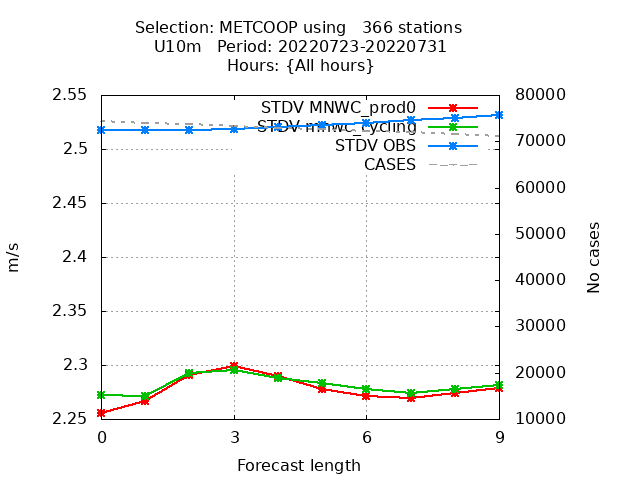 Selection: METCOOP using   366 stations
U10m   Period: 20220723-20220731
Hours: {All hours}
2.55
2.5
2.45
2.4
2.35
2.3
2.25
80000
70000
60000
50000
40000
30000
20000
10000
STDV MNWC_prod0
STDV mnwc_cycling
STDV OBS
CASES
m/s
No cases
0
3
6
9
Forecast length